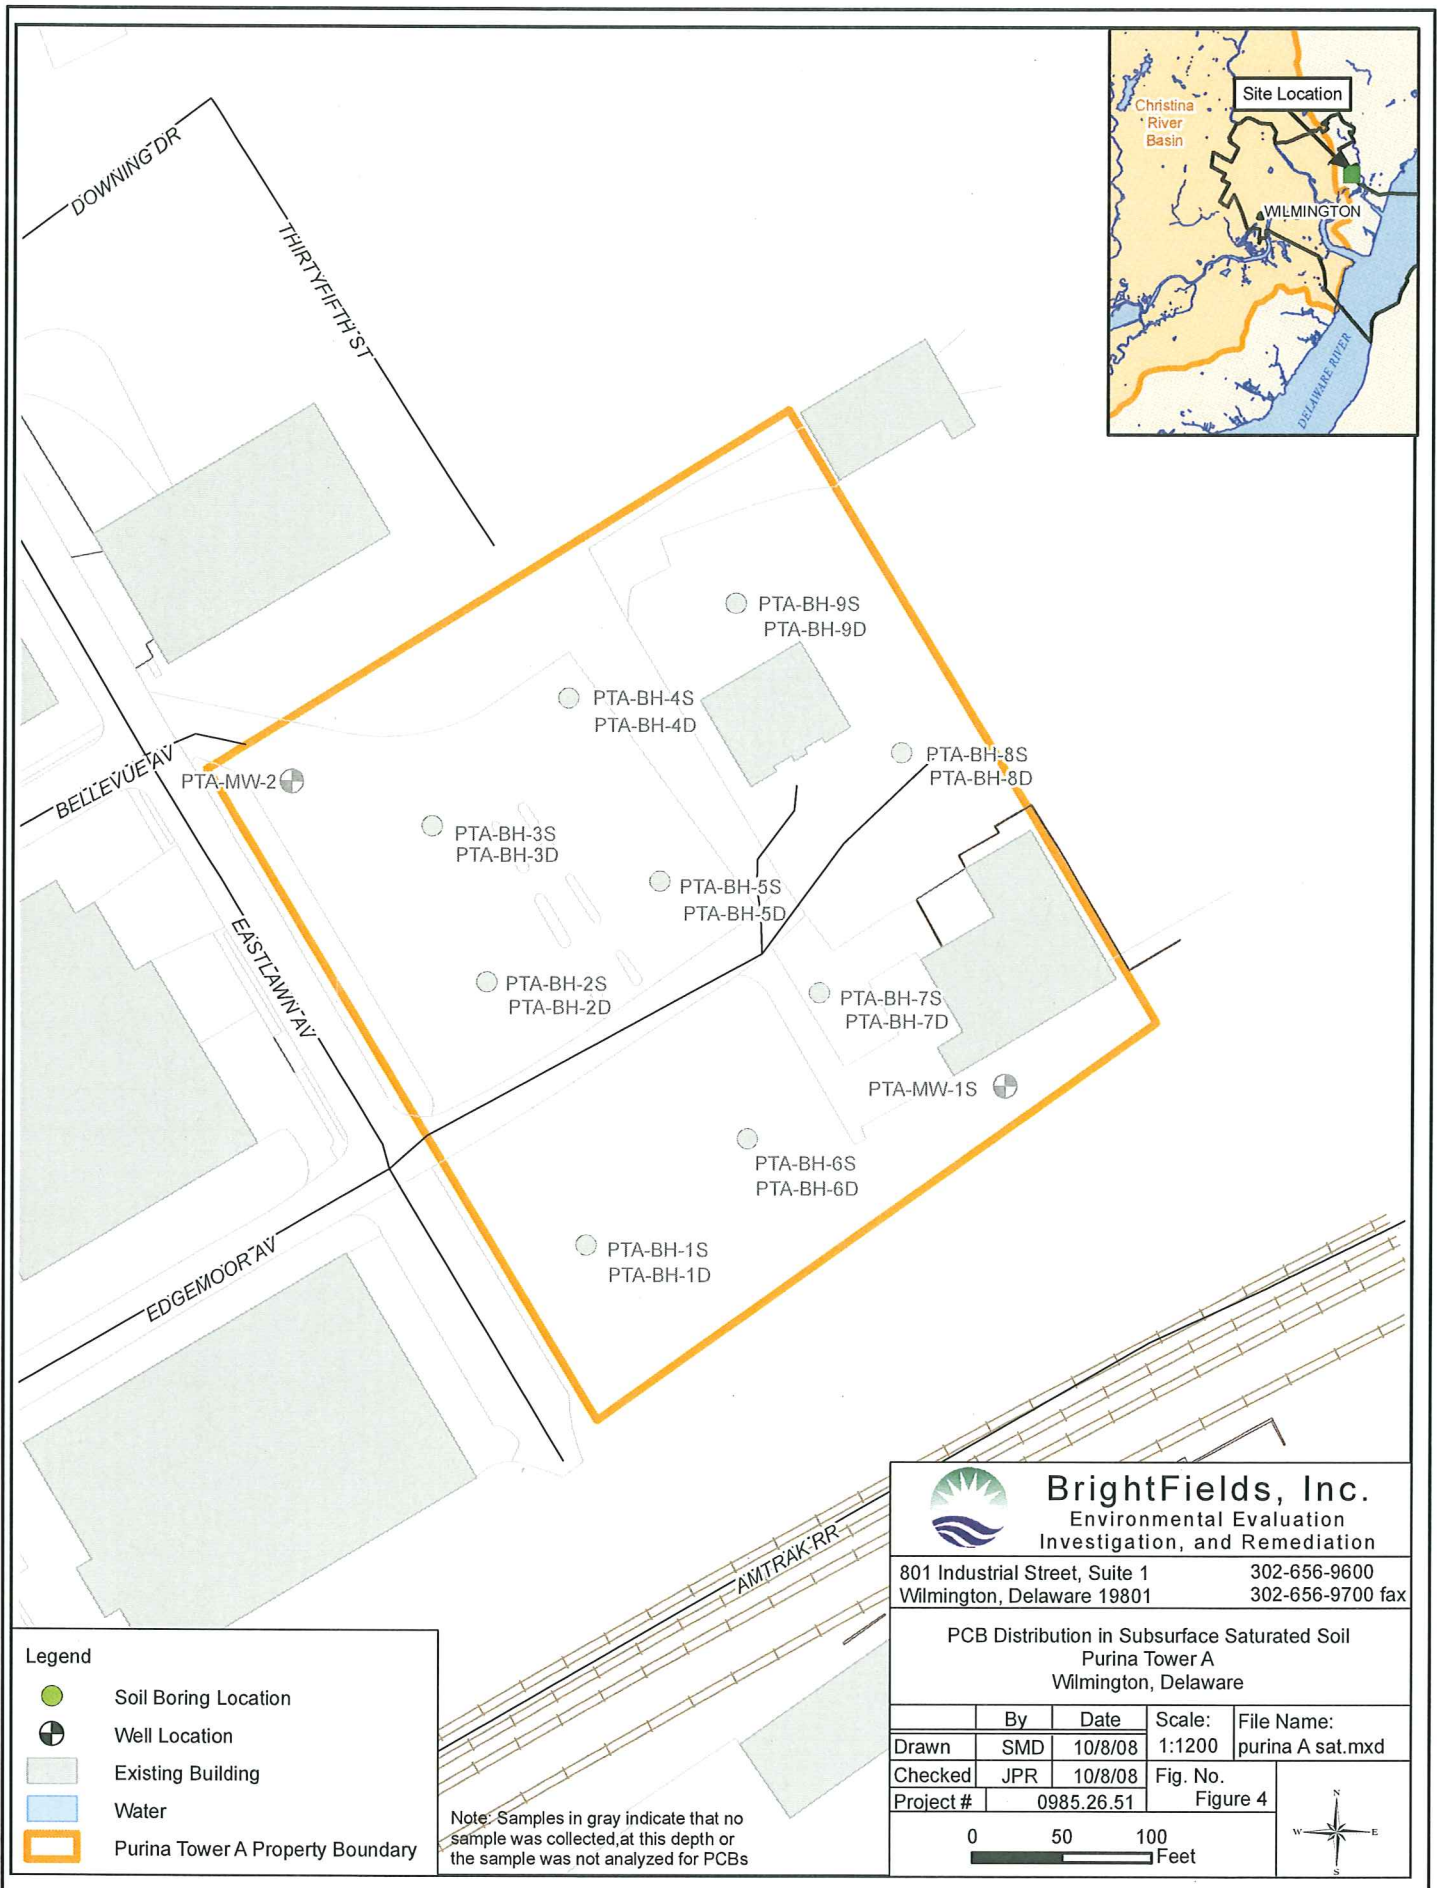 Site Location
Christina
River
Basin
WILMINGTON
DELAWARE RIVER
DOWNING DR
THIRTYFIFTH ST
PTA-BH-9S
PTA-BH-9D
PTA-BH-4S
PTA-BH-4D
BELLEVUE AV
PTA-MW-2
PTA-BH-8S
PTA-BH-8D
PTA-BH-3S
PTA-BH-3D
PTA-BH-5S
PTA-BH-5D
EASTLAWN AV
PTA-BH-2S
PTA-BH-2D
PTA-BH-7S
PTA-BH-7D
PTA-MW-1S
PTA-BH-6S
PTA-BH-6D
PTA-BH-1S
PTA-BH-1D
EDGEMOOR AV
AMTRAK RR
BrightFields, Inc.
Environmental Evaluation
Investigation, and Remediation
801 Industrial Street, Suite 1 302-656-9600
Wilmington, Delaware 19801 302-656-9700 fax
PCB Distribution in Subsurface Saturated Soil
Purina Tower A
Wilmington, Delaware
By Date Scale: File Name:
Drawn SMD 10/8/08 1:1200 purina A sat.mxd
Checked JPR 10/8/08 Fig. No.
Project # 0985.26.51 Figure 4
0 50 100
Feet
N
W E
S
Legend
Soil Boring Location
Well Location
Existing Building
Water
Purina Tower A Property Boundary
Note: Samples in gray indicate that no
sample was collected,at this depth or
the sample was not analyzed for PCBs